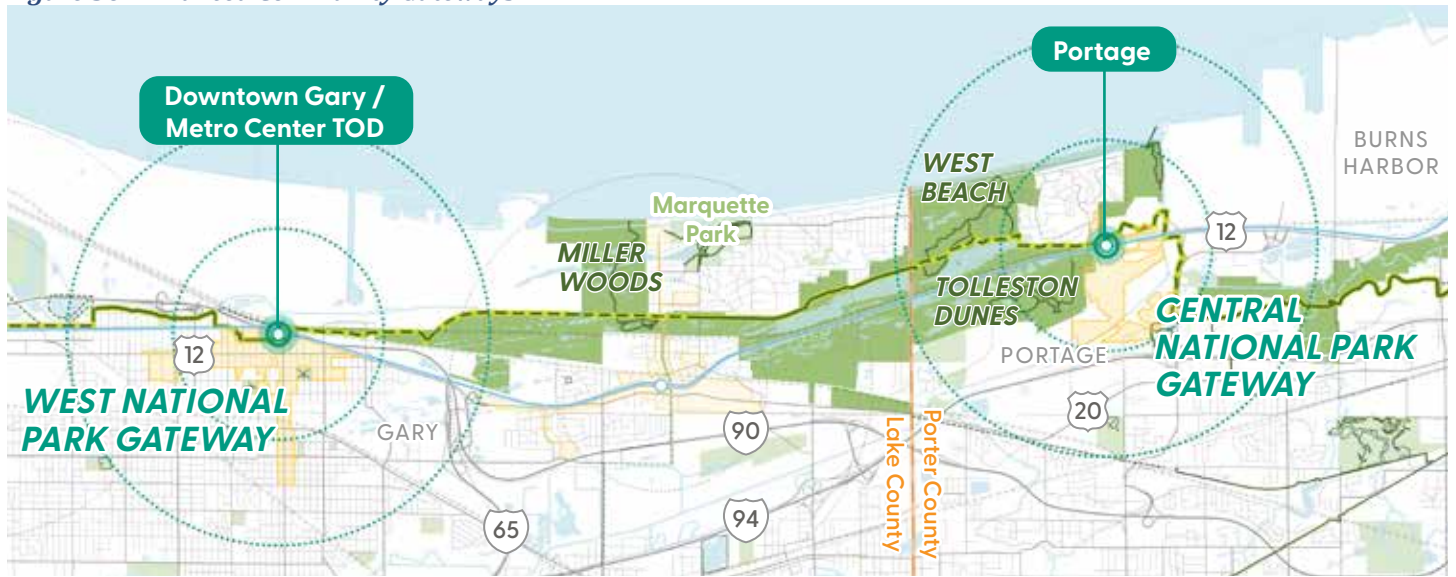 Downtown Gary /
Metro Center TOD
Portage
BURNS
HARBOR
WEST
BEACH
Marquette
Park
MILLER
WOODS
12
TOLLESTON
DUNES
12
CENTRAL
NATIONAL PARK
GATEWAY
PORTAGE
WEST NATIONAL
PARK GATEWAY
GARY
20
90
Lake County
Porter County
65
94